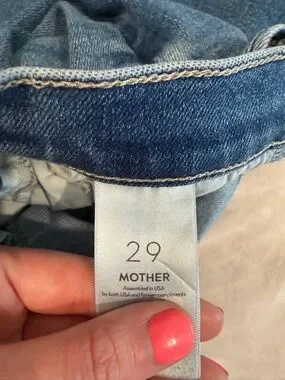 29
MOTHER
Assembled in USA
by both USA and foreign components